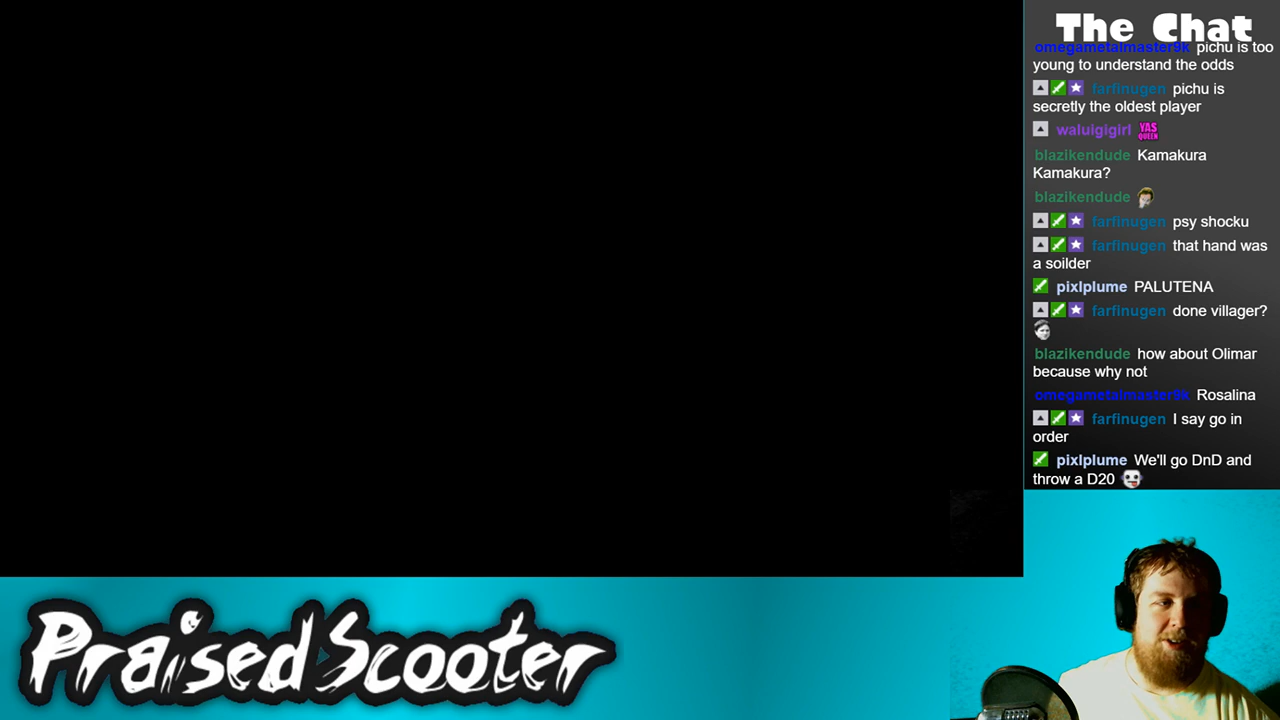 The Chat
omegametalmaster9k pichu is too
young to understand the odds
farfinugen pichu is
secretly the oldest player
waluigigirl YAS QUEEN
blazikendude Kamakura
Kamakura?
blazikendude
farfinugen psy shocku
farfinugen that hand was
a soilder
pixlplume PALUTENA
farfinugen done villager?
blazikendude how about Olimar
because why not
omegametalmaster9k Rosalina
farfinugen I say go in
order
pixlplume We'll go DnD and
throw a D20
PraisedScooter